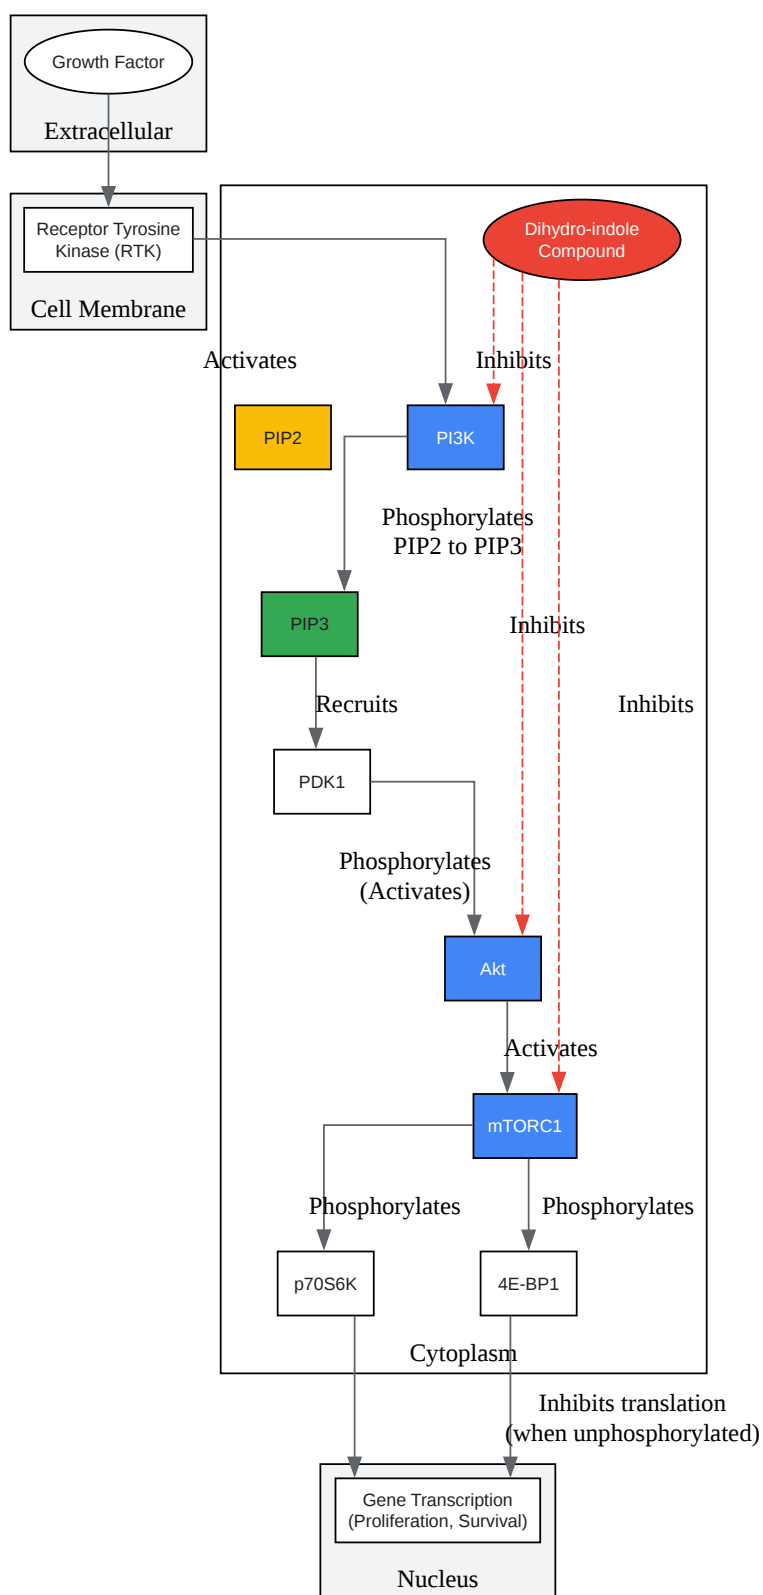 Growth Factor
Extracellular
Receptor Tyrosine
Kinase (RTK)
Cell Membrane
Dihydro-indole
Compound
Activates
Inhibits
PIP2
PI3K
Phosphorylates
PIP2 to PIP3
PIP3
Inhibits
Recruits
Inhibits
PDK1
Phosphorylates
(Activates)
Akt
Activates
mTORC1
Phosphorylates
Phosphorylates
p70S6K
4E-BP1
Cytoplasm
Inhibits translation
(when unphosphorylated)
Gene Transcription
(Proliferation, Survival)
Nucleus